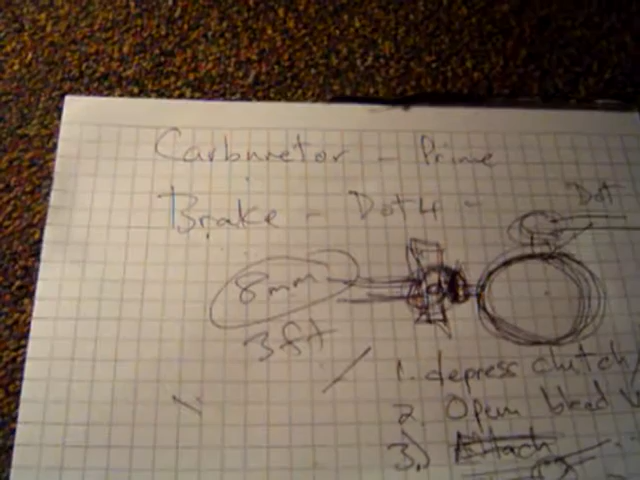 Carburetor - Prime
Brake - Dot 4 -
Dot
8mm
3ft
1. depress clutch/
2. Open bleed
3.) Attach